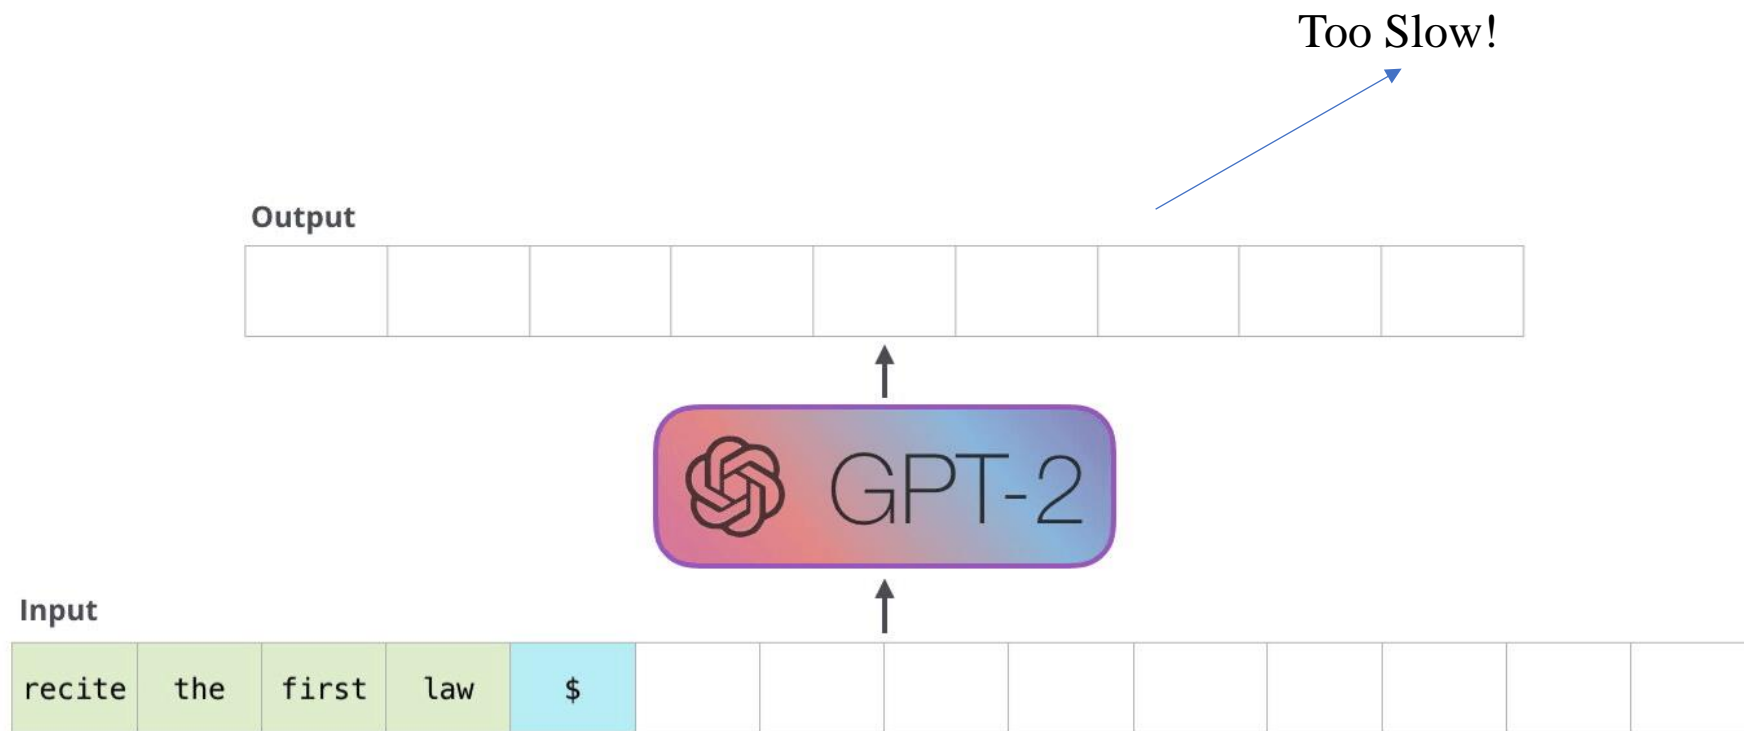 Too Slow!
Output
GPT-2
Input
recite the first law $